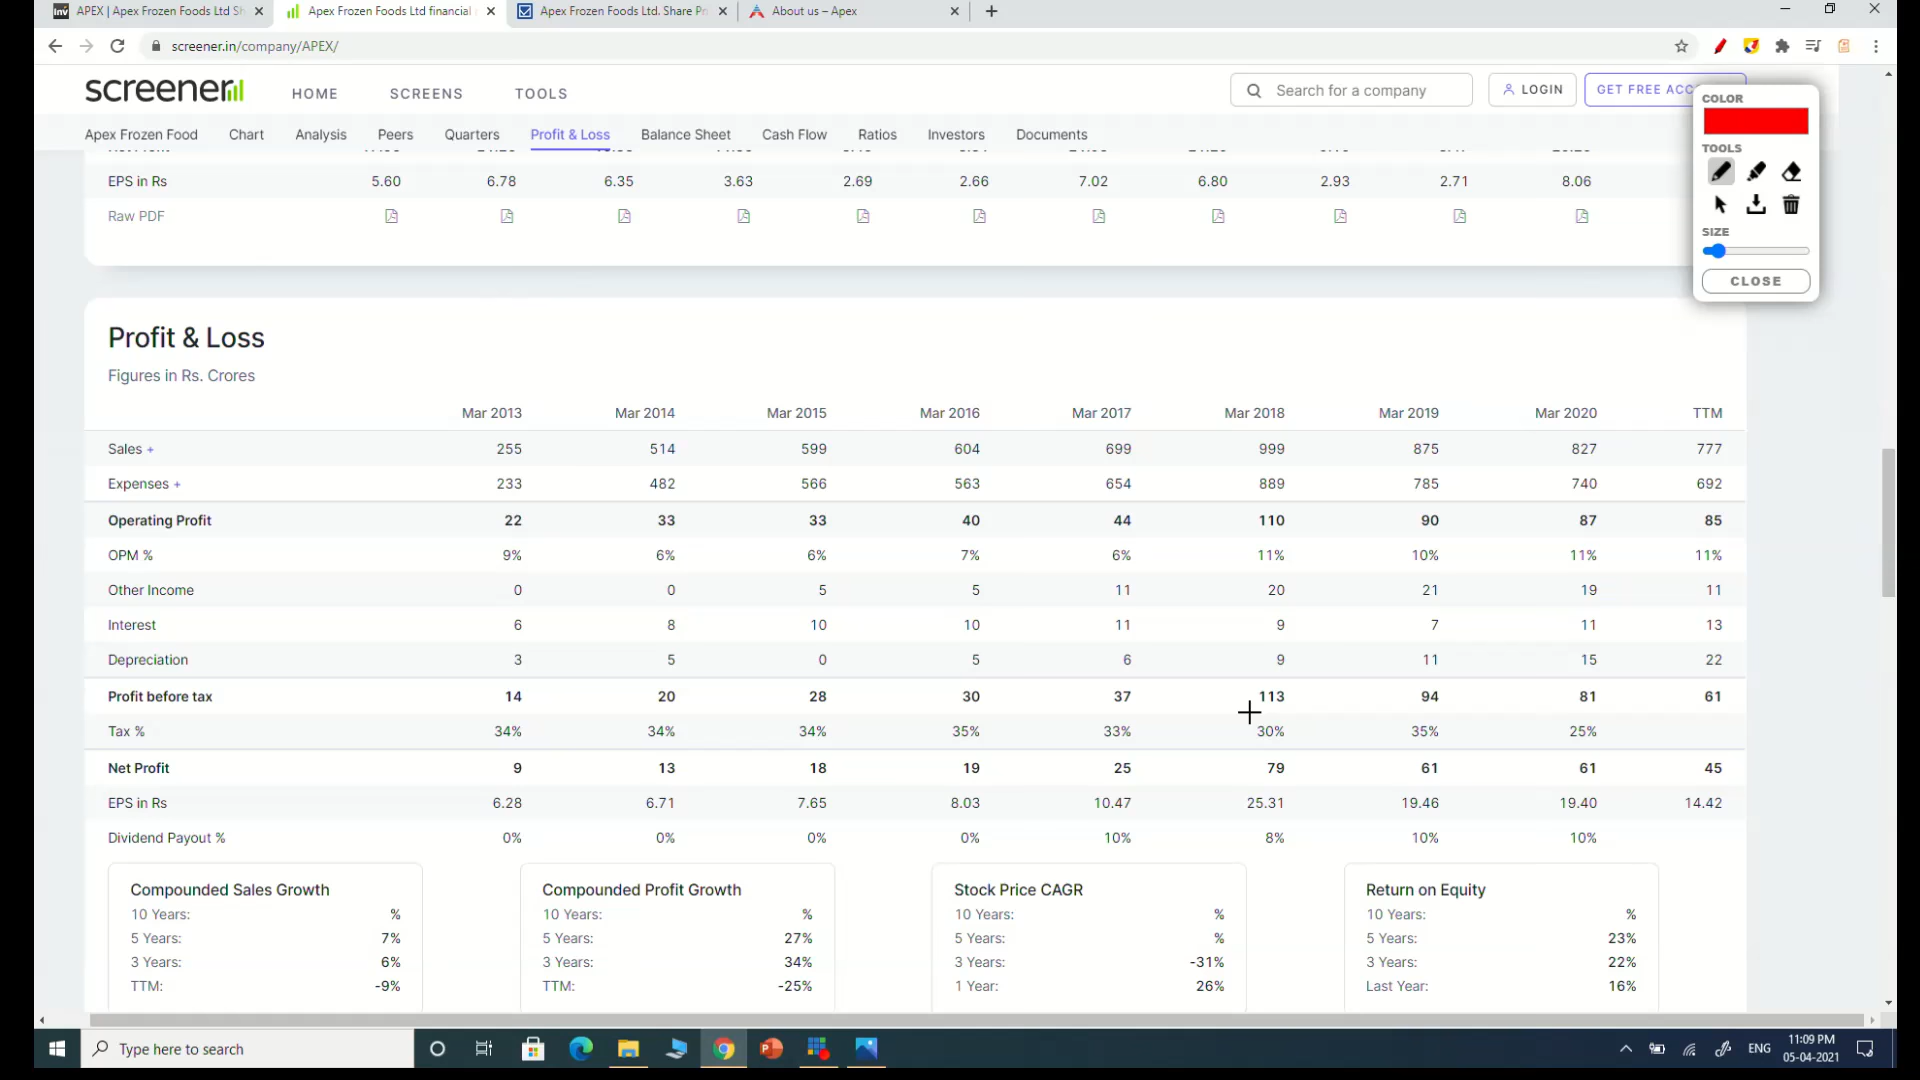 APEX | Apex Frozen Foods Ltd Sh
Apex Frozen Foods Ltd financial
Apex Frozen Foods Ltd. Share Pr
About us – Apex
screener.in/company/APEX/
screener HOME SCREENS TOOLS Search for a company LOGIN GET FREE ACC
Apex Frozen Food Chart Analysis Peers Quarters Profit & Loss Balance Sheet Cash Flow Ratios Investors Documents
COLOR
TOOLS
SIZE
CLOSE
EPS in Rs 5.60 6.78 6.35 3.63 2.69 2.66 7.02 6.80 2.93 2.71 8.06
Raw PDF
Profit & Loss
Figures in Rs. Crores
Mar 2013 Mar 2014 Mar 2015 Mar 2016 Mar 2017 Mar 2018 Mar 2019 Mar 2020 TTM
Sales + 255 514 599 604 699 999 875 827 777
Expenses + 233 482 566 563 654 889 785 740 692
Operating Profit 22 33 33 40 44 110 90 87 85
OPM % 9% 6% 6% 7% 6% 11% 10% 11% 11%
Other Income 0 0 5 5 11 20 21 19 11
Interest 6 8 10 10 11 9 7 11 13
Depreciation 3 5 0 5 6 9 11 15 22
Profit before tax 14 20 28 30 37 113 94 81 61
Tax % 34% 34% 34% 35% 33% 30% 35% 25%
Net Profit 9 13 18 19 25 79 61 61 45
EPS in Rs 6.28 6.71 7.65 8.03 10.47 25.31 19.46 19.40 14.42
Dividend Payout % 0% 0% 0% 0% 10% 8% 10% 10%
Compounded Sales Growth
10 Years: %
5 Years: 7%
3 Years: 6%
TTM: -9%
Compounded Profit Growth
10 Years: %
5 Years: 27%
3 Years: 34%
TTM: -25%
Stock Price CAGR
10 Years: %
5 Years: %
3 Years: -31%
1 Year: 26%
Return on Equity
10 Years: %
5 Years: 23%
3 Years: 22%
Last Year: 16%
Type here to search
ENG
11:09 PM
05-04-2021